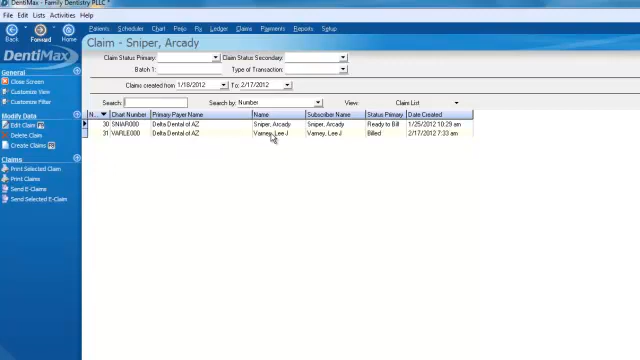 DentiMax - Family Dentistry PLLC
File Edit Lists Activities Help
Back Forward Home
Patients Scheduler Chart Rx Ledger Claims Payments Reports Setup
DentiMax
Claim - Sniper, Arcady
General
Close Screen
Customize View
Customize Filter
Modify Data
Edit Claim F9
Delete Claim
Create Claims
Claims
Print Selected Claim
Print Claims
Send E-Claims
Send Selected E-Claim
Claim Status Primary: Claim Status Secondary:
Batch 1: Type of Transaction:
Claims created from 1/18/2012 To: 2/17/2012
Search: Search by: Number View: Claim List
N... Chart Number Primary Payer Name Name Subsciber Name Status Primary Date Created
30 SNIAR000 Delta Dental of AZ Sniper, Arcady Sniper, Arcady Ready to Bill 1/25/2012 10:29 am
31 VARLE000 Delta Dental of AZ Varney, Lee J Varney, Lee J Billed 2/17/2012 7:33 am